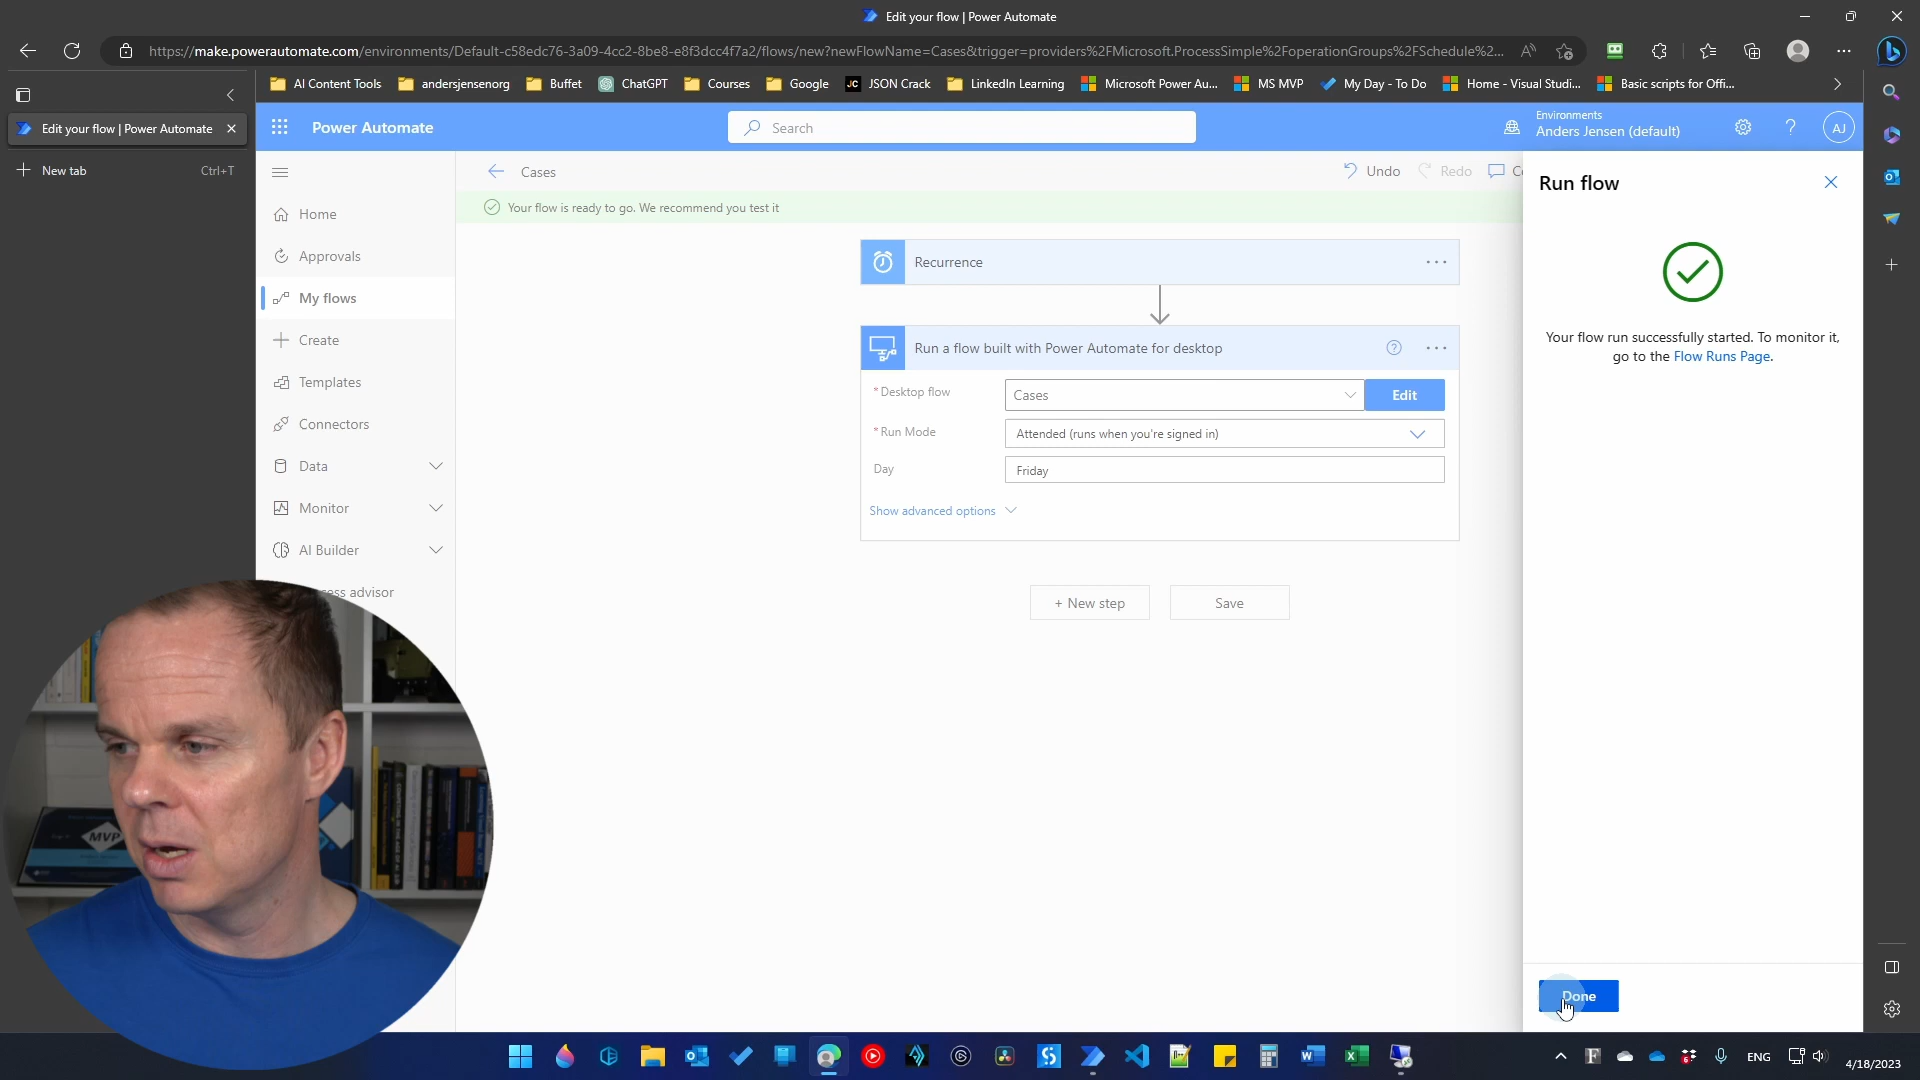 Edit your flow | Power Automate
https://make.powerautomate.com/environments/Default-c58edc76-3a09-4cc2-8be8-e8f3dcc4f7a2/flows/new?newFlowName=Cases&trigger=providers%2FMicrosoft.ProcessSimple%2FoperationGroups%2FSchedule%2...
AI Content Tools
andersjensenorg
Buffet
ChatGPT
Courses
Google
JC JSON Crack
LinkedIn Learning
Microsoft Power Au...
MS MVP
My Day - To Do
Home - Visual Studi...
Basic scripts for Offi...
Edit your flow | Power Automate
New tab
Ctrl+T
Power Automate
Search
Environments
Anders Jensen (default)
AJ
Home
Approvals
My flows
Create
Templates
Connectors
Data
Monitor
AI Builder
advisor
Cases
Undo
Redo
Your flow is ready to go. We recommend you test it
Recurrence
Run a flow built with Power Automate for desktop
* Desktop flow
Cases
Edit
* Run Mode
Attended (runs when you're signed in)
Day
Friday
Show advanced options
+ New step
Save
Run flow
Your flow run successfully started. To monitor it,
go to the Flow Runs Page.
Done
MVP
ENG
4/18/2023